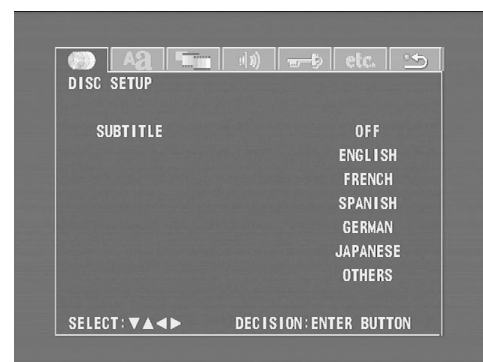 Aa etc.
DISC SETUP
SUBTITLE OFF
ENGLISH
FRENCH
SPANISH
GERMAN
JAPANESE
OTHERS
SELECT:▼▲◀▶ DECISION:ENTER BUTTON